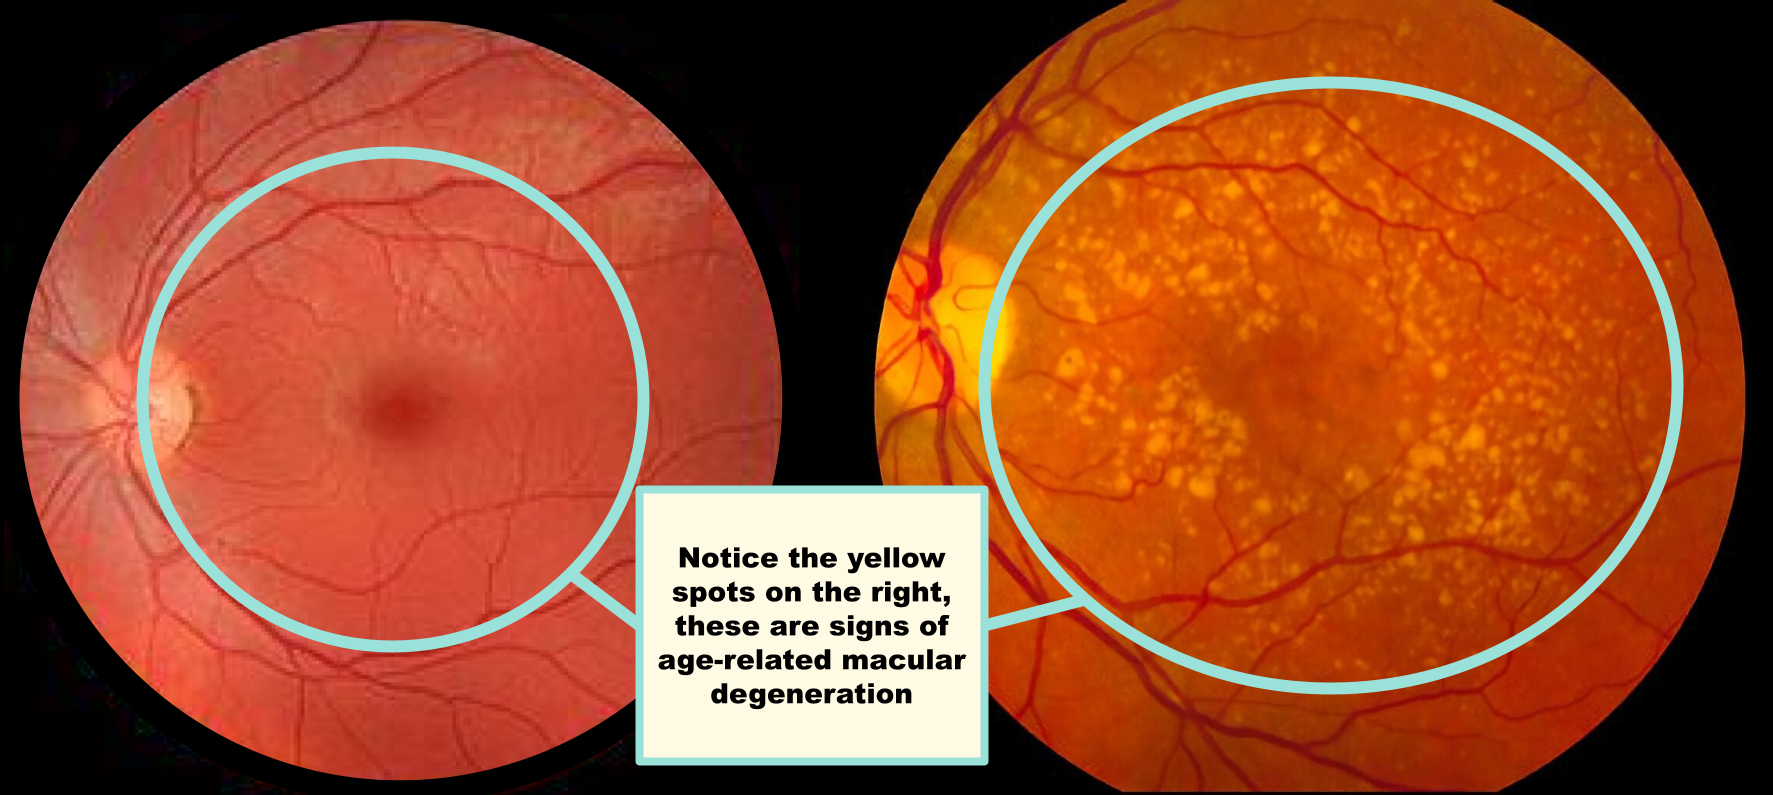 Notice the yellow
spots on the right,
these are signs of
age-related macular
degeneration